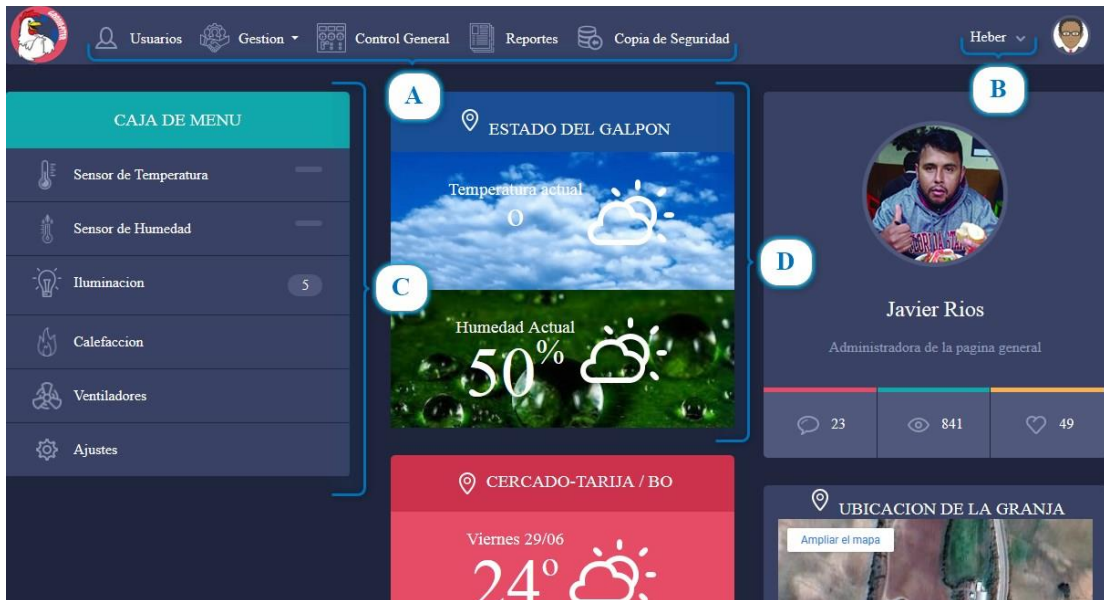 Usuarios
Gestion
Control General
Reportes
Copia de Seguridad
Heber
A
B
CAJA DE MENU
Sensor de Temperatura
Sensor de Humedad
Iluminacion
5
Calefaccion
Ventiladores
Ajustes
C
ESTADO DEL GALPON
Temperatura actual
o
Humedad Actual
50%
D
CERCADO-TARIJA / BO
Viernes 29/06
24°
Javier Rios
Administradora de la pagina general
23
841
49
UBICACION DE LA GRANJA
Ampliar el mapa